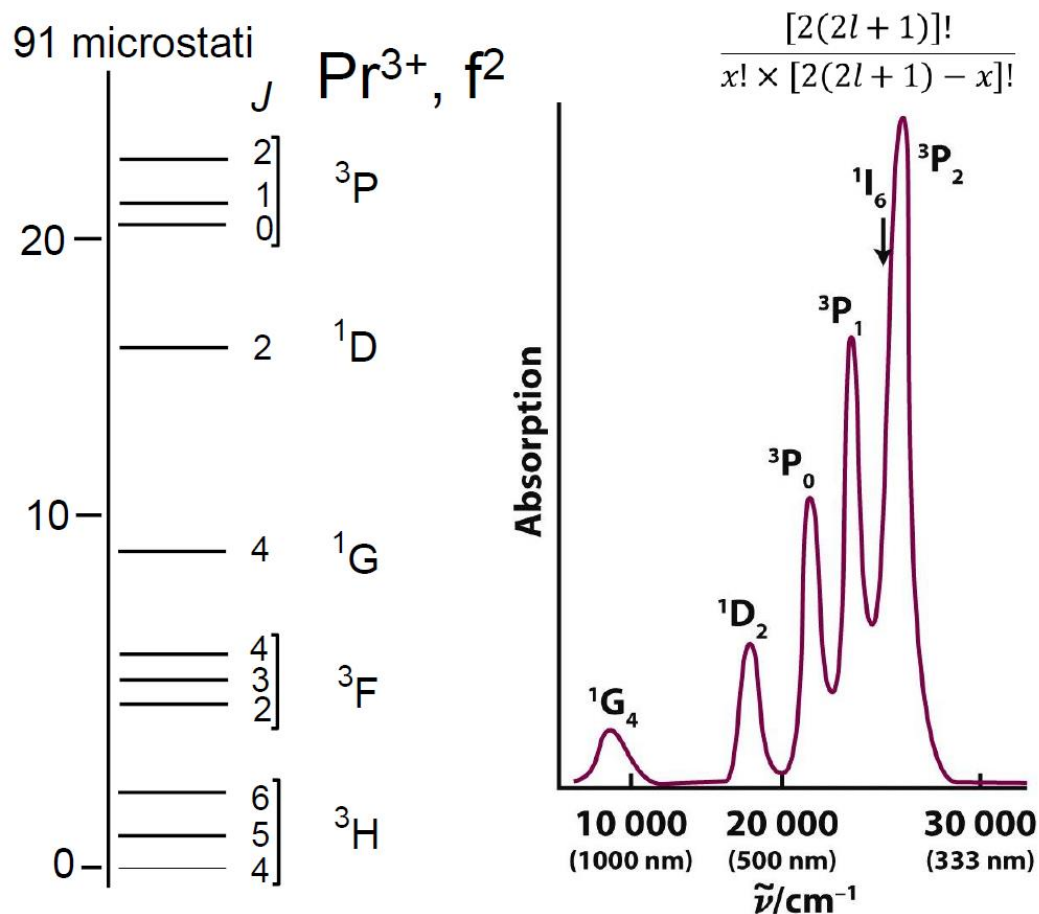 91 microstati
Pr³⁺, f²
J
2
1
0
³P
20
2
¹D
10
4
¹G
4
3
2
³F
6
5
4
³H
0
[2(2l + 1)]!
x! × [2(2l + 1) − x]!
Absorption
¹G₄
¹D₂
³P₀
³P₁
¹I₆
³P₂
10 000
20 000
30 000
(1000 nm)
(500 nm)
(333 nm)
ν̃/cm⁻¹